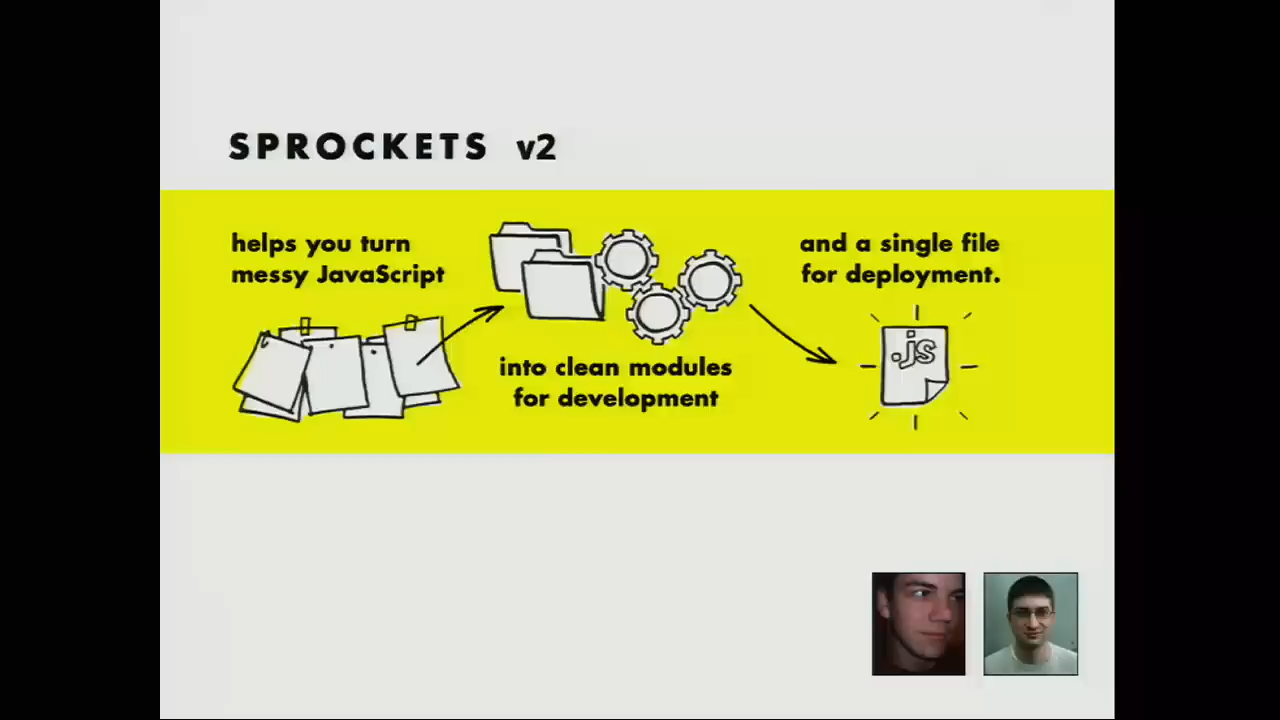 SPROCKETS v2
helps you turn
messy JavaScript
into clean modules
for development
and a single file
for deployment.
.js